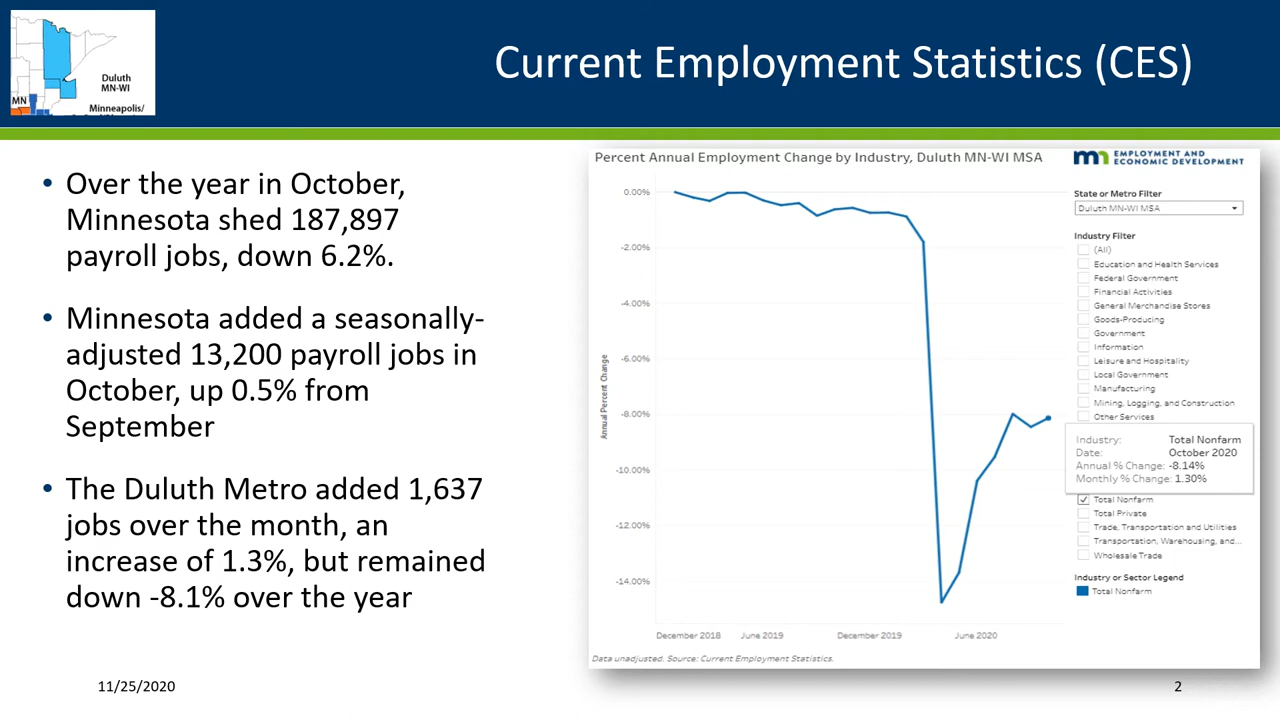 Duluth
MN-WI
MN
Minneapolis/
Current Employment Statistics (CES)
• Over the year in October,
Minnesota shed 187,897
payroll jobs, down 6.2%.
• Minnesota added a seasonally-
adjusted 13,200 payroll jobs in
October, up 0.5% from
September
• The Duluth Metro added 1,637
jobs over the month, an
increase of 1.3%, but remained
down -8.1% over the year
Percent Annual Employment Change by Industry, Duluth MN-WI MSA
0.00%
-2.00%
-4.00%
-6.00%
-8.00%
-10.00%
-12.00%
-14.00%
Annual Percent Change
December 2018 June 2019 December 2019 June 2020
Data unadjusted. Source: Current Employment Statistics.
mn EMPLOYMENT AND
ECONOMIC DEVELOPMENT
State or Metro Filter
Duluth MN-WI MSA
Industry Filter
(All)
Education and Health Services
Federal Government
Financial Activities
General Merchandise Stores
Goods-Producing
Government
Information
Leisure and Hospitality
Local Government
Manufacturing
Mining, Logging, and Construction
Other Services
Industry: Total Nonfarm
Date: October 2020
Annual % Change: -8.14%
Monthly % Change: 1.30%
Total Nonfarm
Total Private
Trade, Transportation and Utilities
Transportation, Warehousing, and...
Wholesale Trade
Industry or Sector Legend
Total Nonfarm
11/25/2020
2